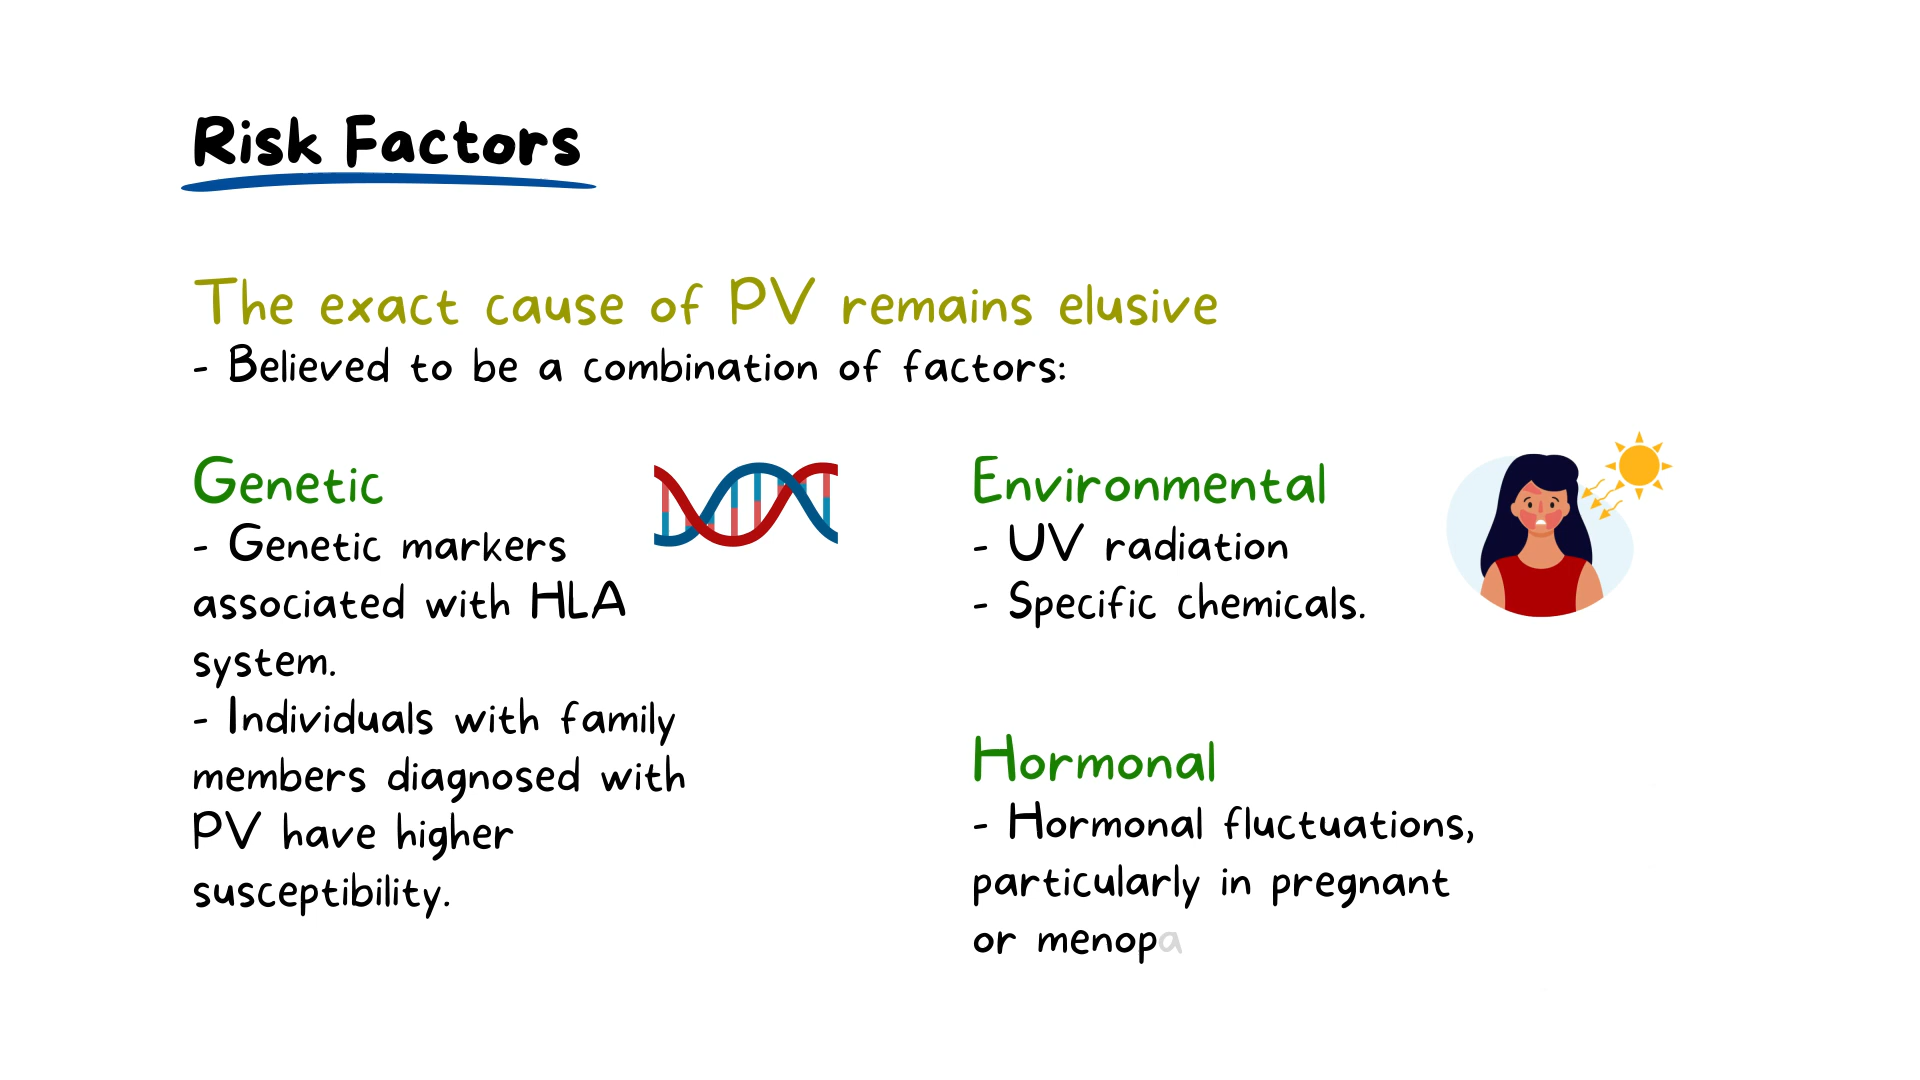 Risk Factors
The exact cause of PV remains elusive
- Believed to be a combination of factors:
Genetic
- Genetic markers
associated with HLA
system.
- Individuals with family
members diagnosed with
PV have higher
susceptibility.
Environmental
- UV radiation
- Specific chemicals.
Hormonal
- Hormonal fluctuations,
particularly in pregnant
or menopa